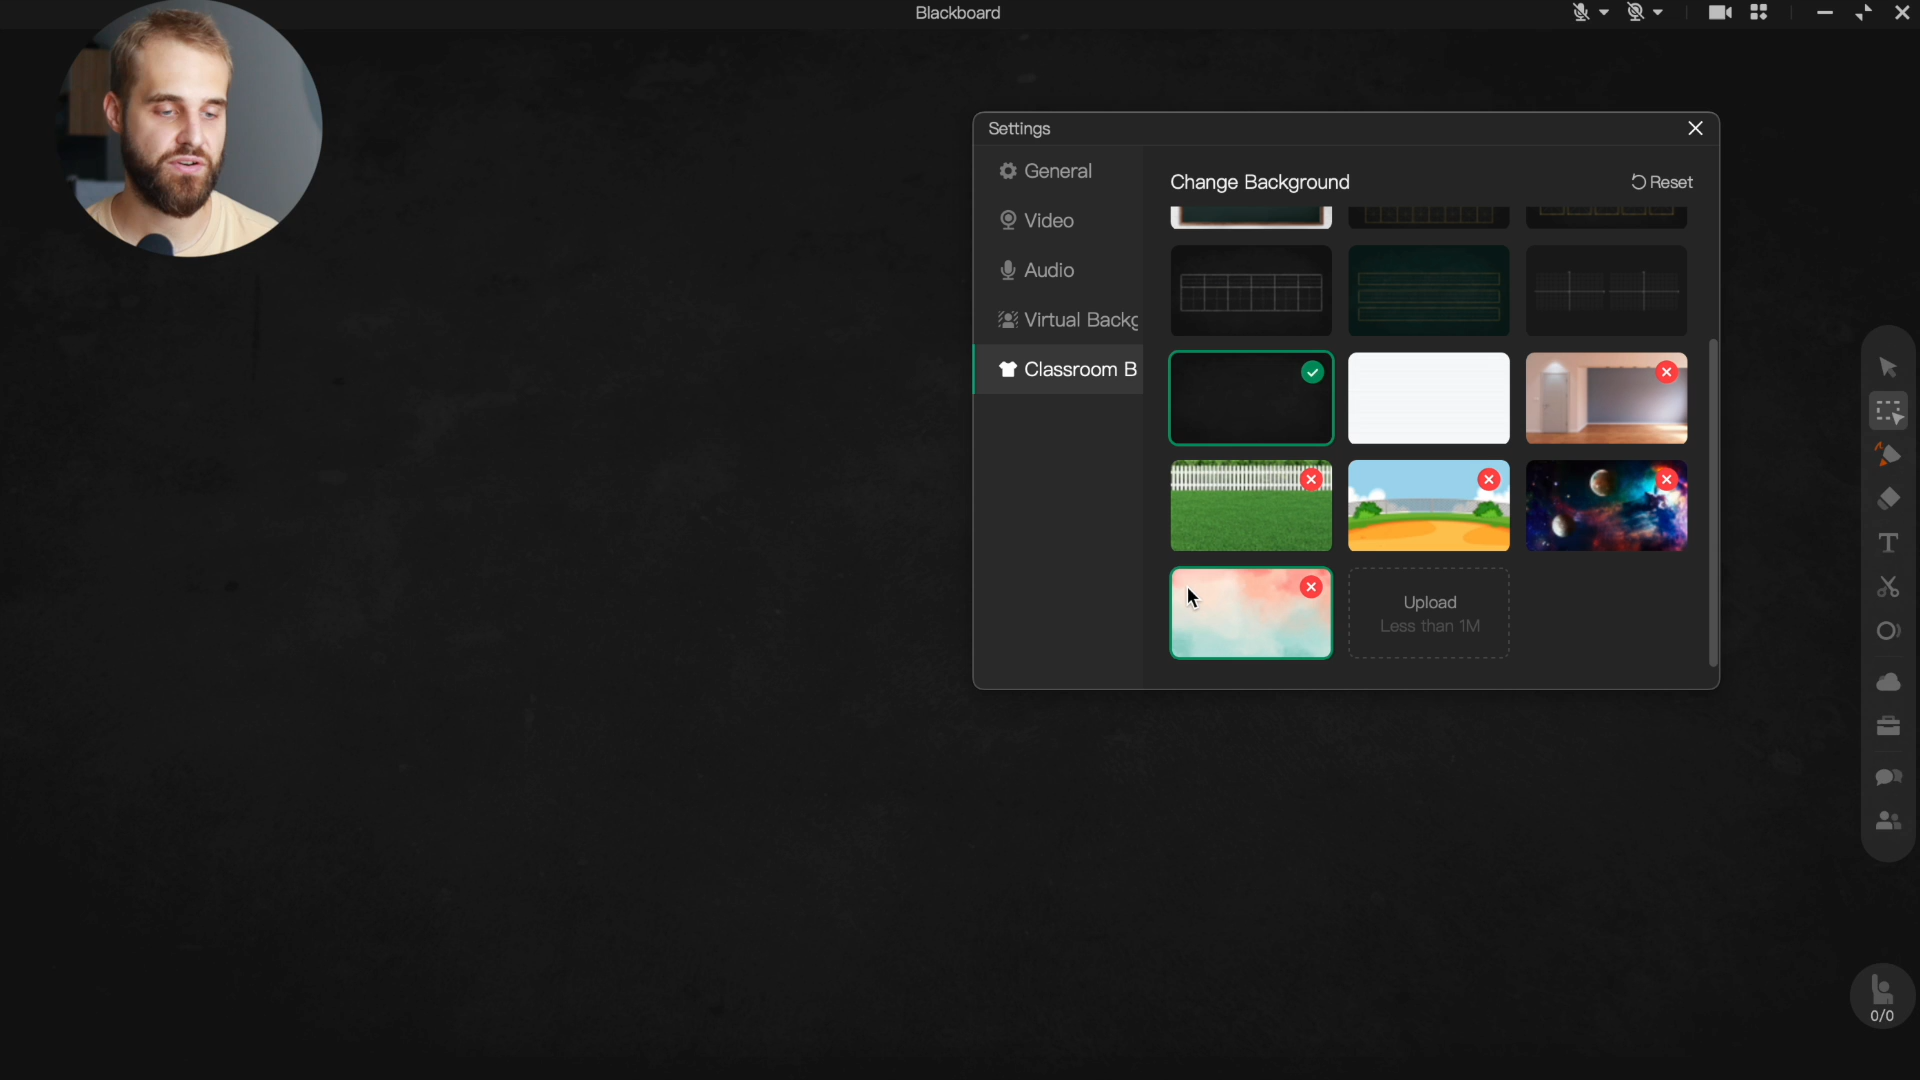 Blackboard
Settings
General
Video
Audio
Virtual Backg
Classroom B
Change Background
Reset
Upload
Less than 1M
0/0